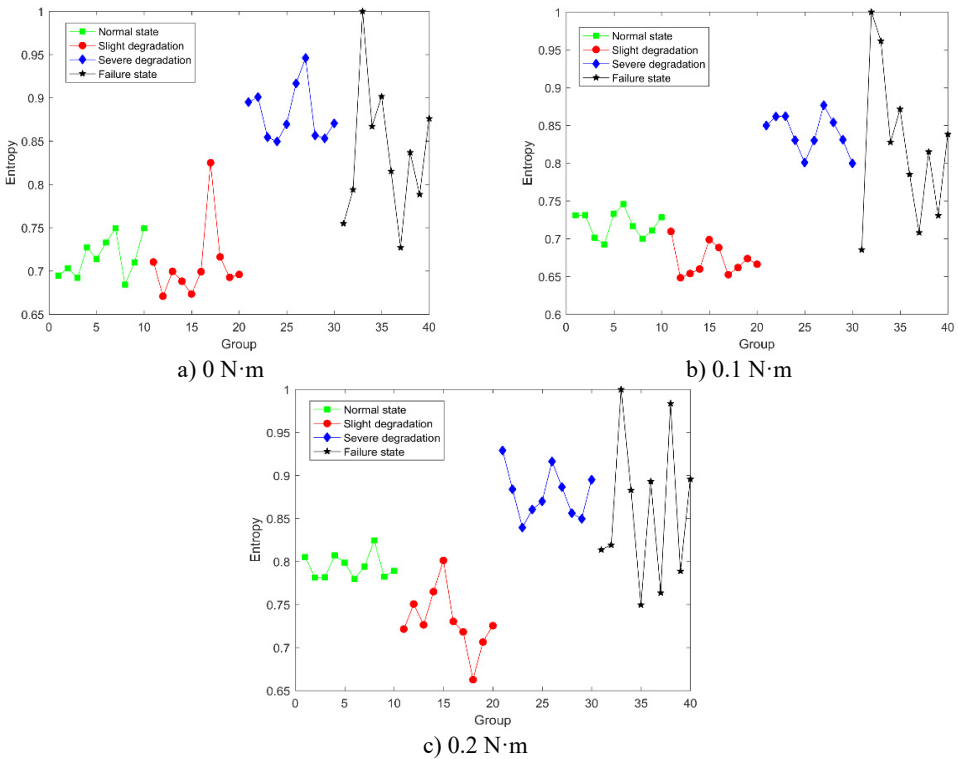 1
0.95
0.9
0.85
0.8
0.75
0.7
0.65
Entropy
Normal state
Slight degradation
Severe degradation
Failure state
0 5 10 15 20 25 30 35 40
Group
a) 0 N·m
1
0.95
0.9
0.85
0.8
0.75
0.7
0.65
0.6
Entropy
Normal state
Slight degradation
Severe degradation
Failure state
0 5 10 15 20 25 30 35 40
Group
b) 0.1 N·m
1
0.95
0.9
0.85
0.8
0.75
0.7
0.65
Entropy
Normal state
Slight degradation
Severe degradation
Failure state
0 5 10 15 20 25 30 35 40
Group
c) 0.2 N·m